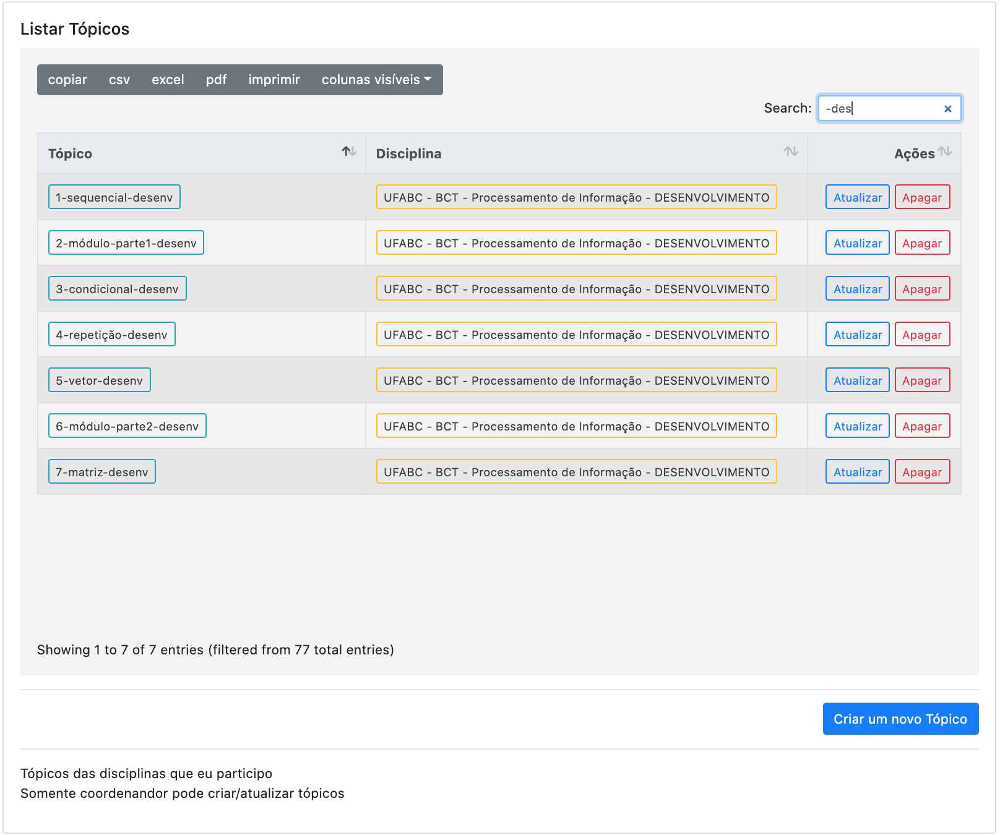 Listar Tópicos
copiar csv excel pdf imprimir colunas visíveis
Search: -des
Tópico Disciplina Ações
1-sequencial-desenv UFABC - BCT - Processamento de Informação - DESENVOLVIMENTO Atualizar Apagar
2-módulo-parte1-desenv UFABC - BCT - Processamento de Informação - DESENVOLVIMENTO Atualizar Apagar
3-condicional-desenv UFABC - BCT - Processamento de Informação - DESENVOLVIMENTO Atualizar Apagar
4-repetição-desenv UFABC - BCT - Processamento de Informação - DESENVOLVIMENTO Atualizar Apagar
5-vetor-desenv UFABC - BCT - Processamento de Informação - DESENVOLVIMENTO Atualizar Apagar
6-módulo-parte2-desenv UFABC - BCT - Processamento de Informação - DESENVOLVIMENTO Atualizar Apagar
7-matriz-desenv UFABC - BCT - Processamento de Informação - DESENVOLVIMENTO Atualizar Apagar
Showing 1 to 7 of 7 entries (filtered from 77 total entries)
Criar um novo Tópico
Tópicos das disciplinas que eu participo
Somente coordenandor pode criar/atualizar tópicos